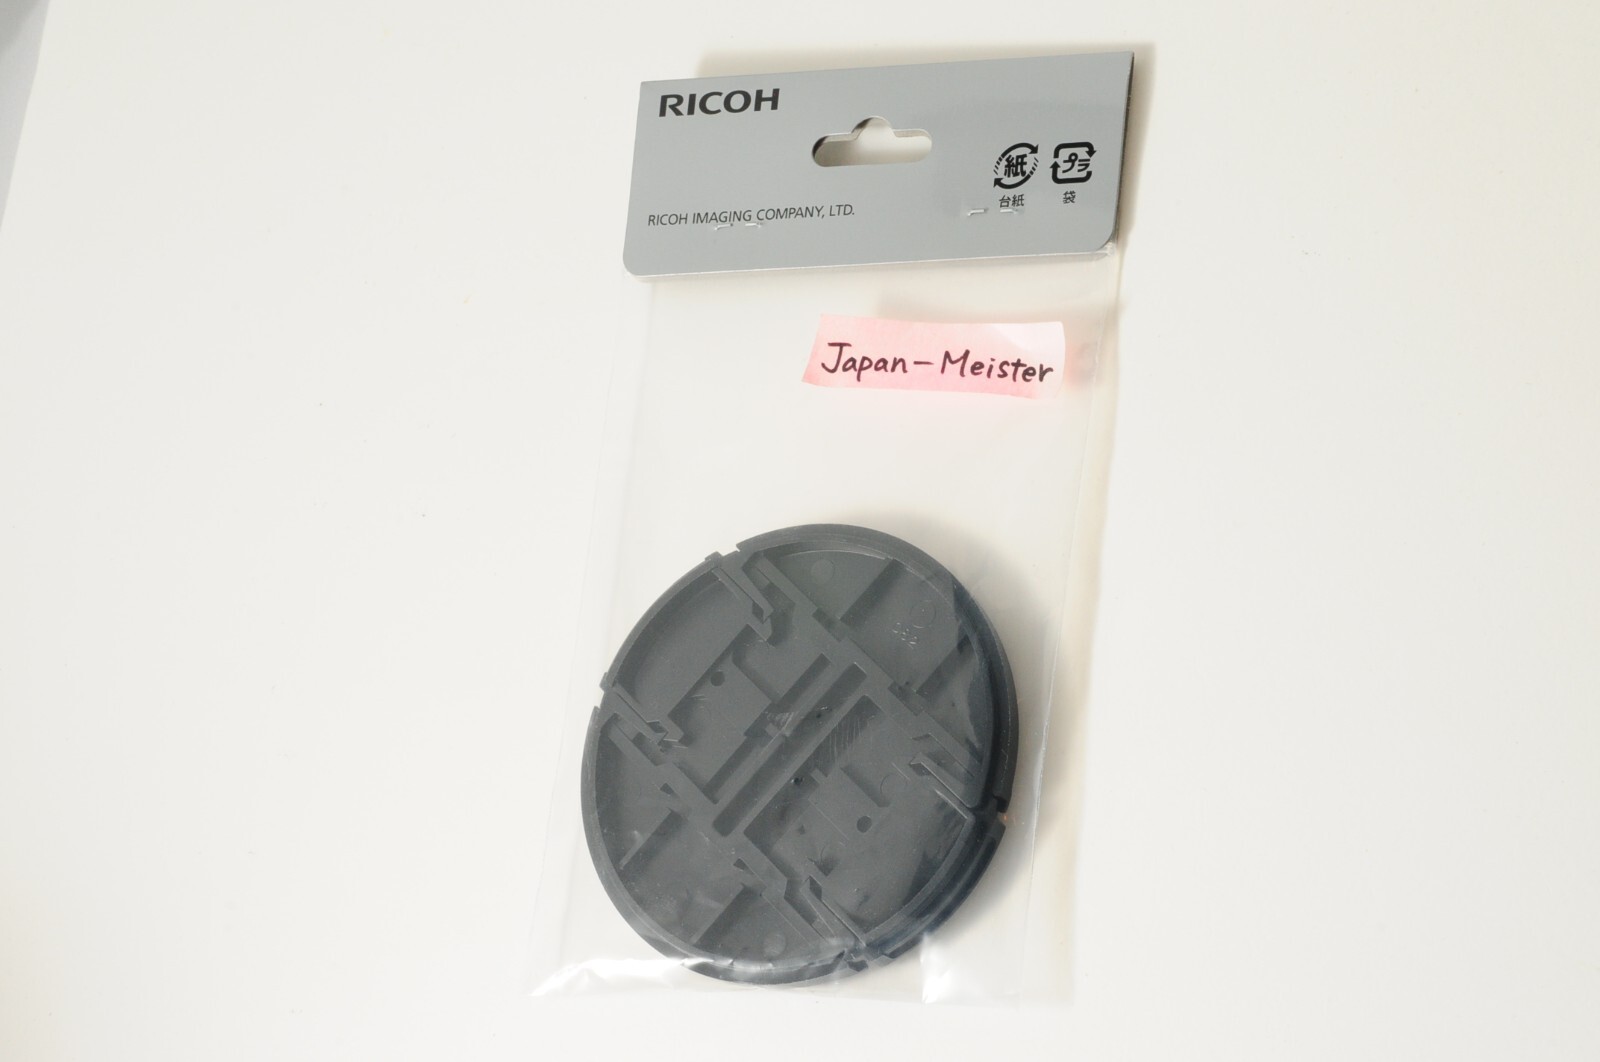 RICOH
紙
プラ
台紙
袋
RICOH IMAGING COMPANY, LTD.
Japan-Meister